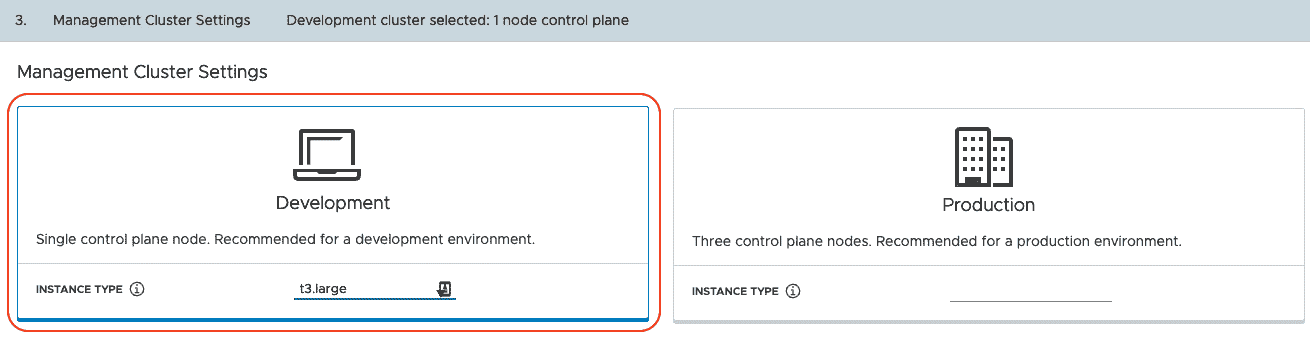 3. Management Cluster Settings Development cluster selected: 1 node control plane
Management Cluster Settings
Development
Single control plane node. Recommended for a development environment.
INSTANCE TYPE t3.large
Production
Three control plane nodes. Recommended for a production environment.
INSTANCE TYPE